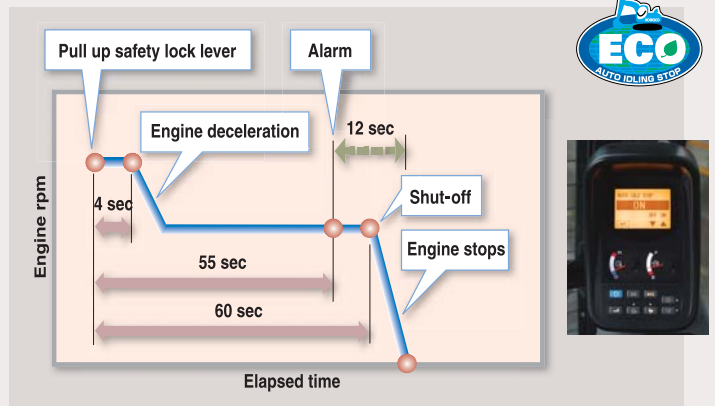 Pull up safety lock lever
Alarm
KOBELCO
ECO
AUTO IDLING STOP
Engine deceleration
12 sec
4 sec
Shut-off
Engine stops
55 sec
60 sec
Engine rpm
Elapsed time
ON